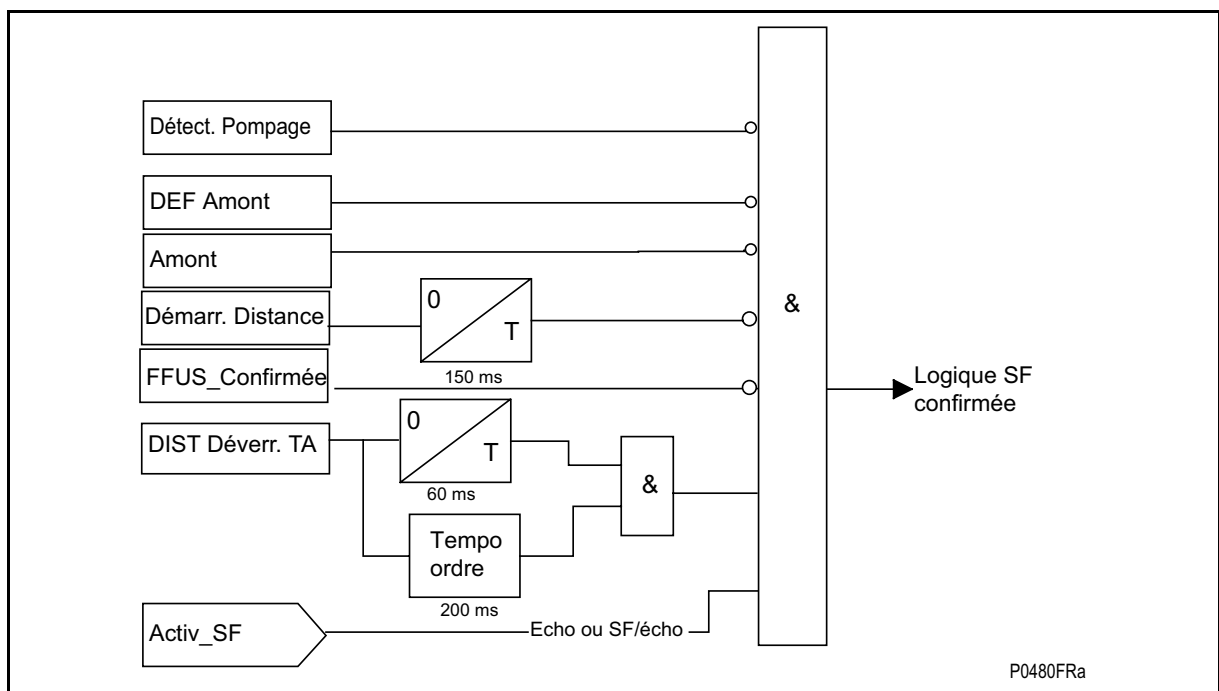 Détect. Pompage
DEF Amont
Amont
Démarr. Distance
0
T
150 ms
FFUS_Confirmée
DIST Déverr. TA
0
T
60 ms
&
Tempo
ordre
200 ms
Activ_SF
Echo ou SF/écho
&
Logique SF
confirmée
P0480FRa